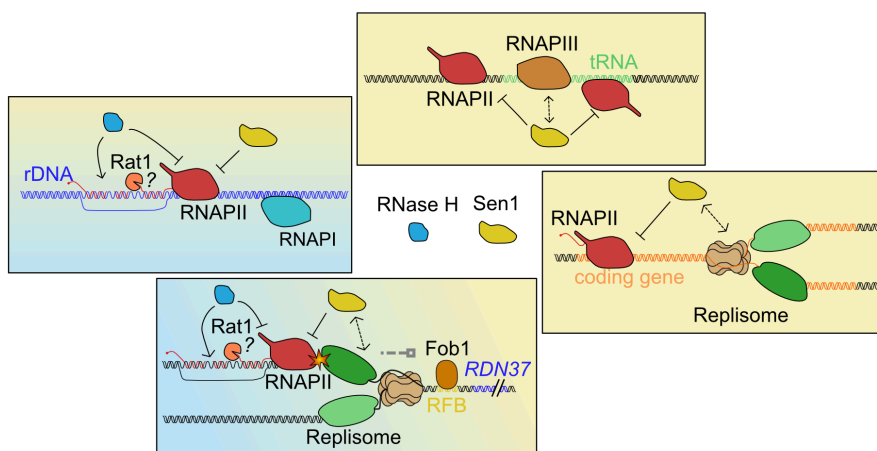 RNAPIII
tRNA
RNAPII
Rat1
?
rDNA
RNAPII
RNAPI
RNase H Sen1
RNAPII
coding gene
Replisome
Rat1
?
Fob1
RDN37
RNAPII
RFB
Replisome